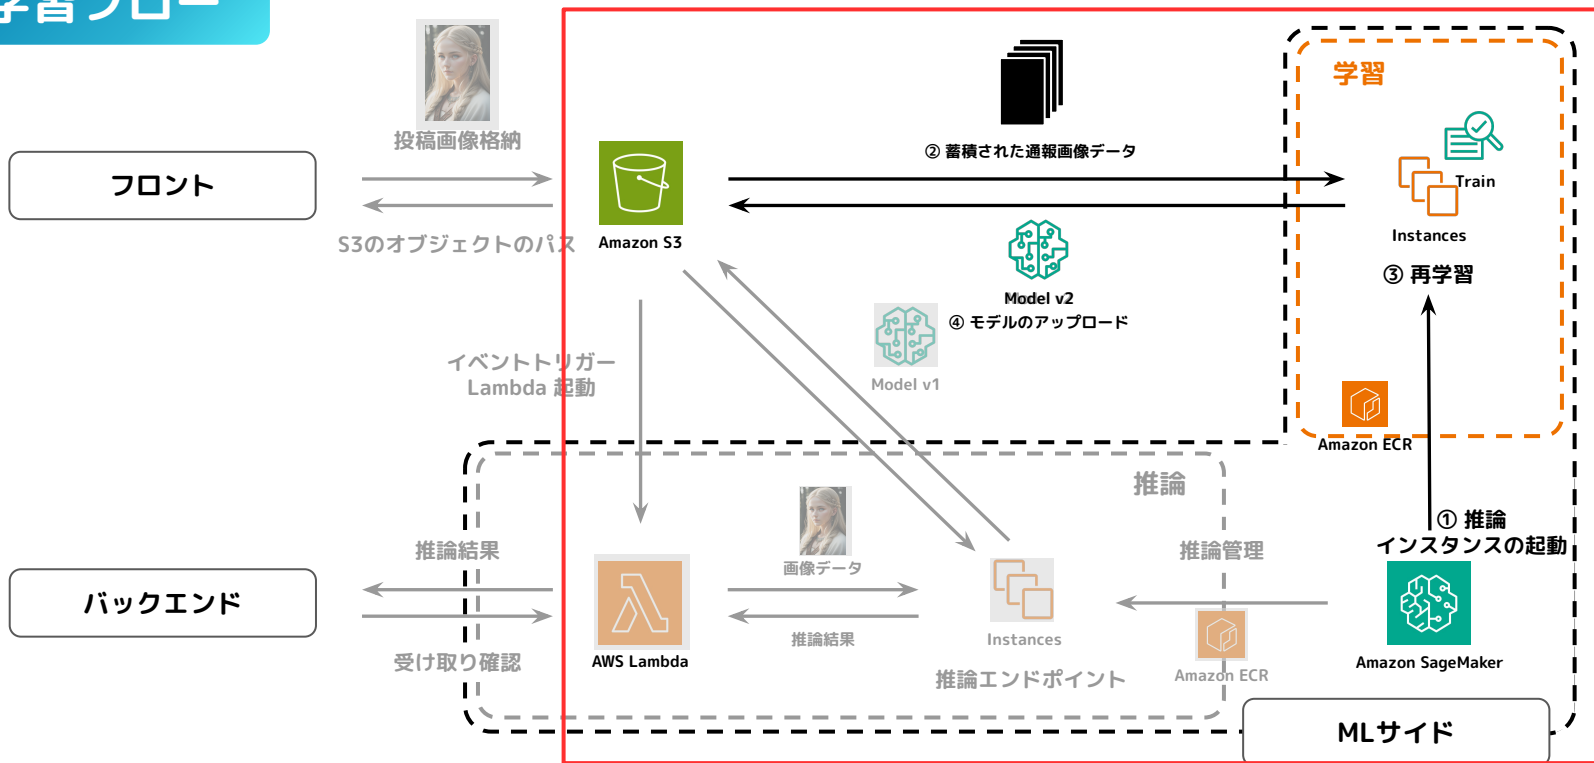 学習フロー
学習
投稿画像格納
② 蓄積された通報画像データ
フロント
Train
S3のオブジェクトのパス
Amazon S3
Instances
③ 再学習
Model v2
④ モデルのアップロード
イベントトリガー
Lambda 起動
Model v1
Amazon ECR
推論
① 推論
インスタンスの起動
推論結果
画像データ
推論管理
バックエンド
推論結果
Instances
受け取り確認
AWS Lambda
推論エンドポイント
Amazon ECR
Amazon SageMaker
MLサイド